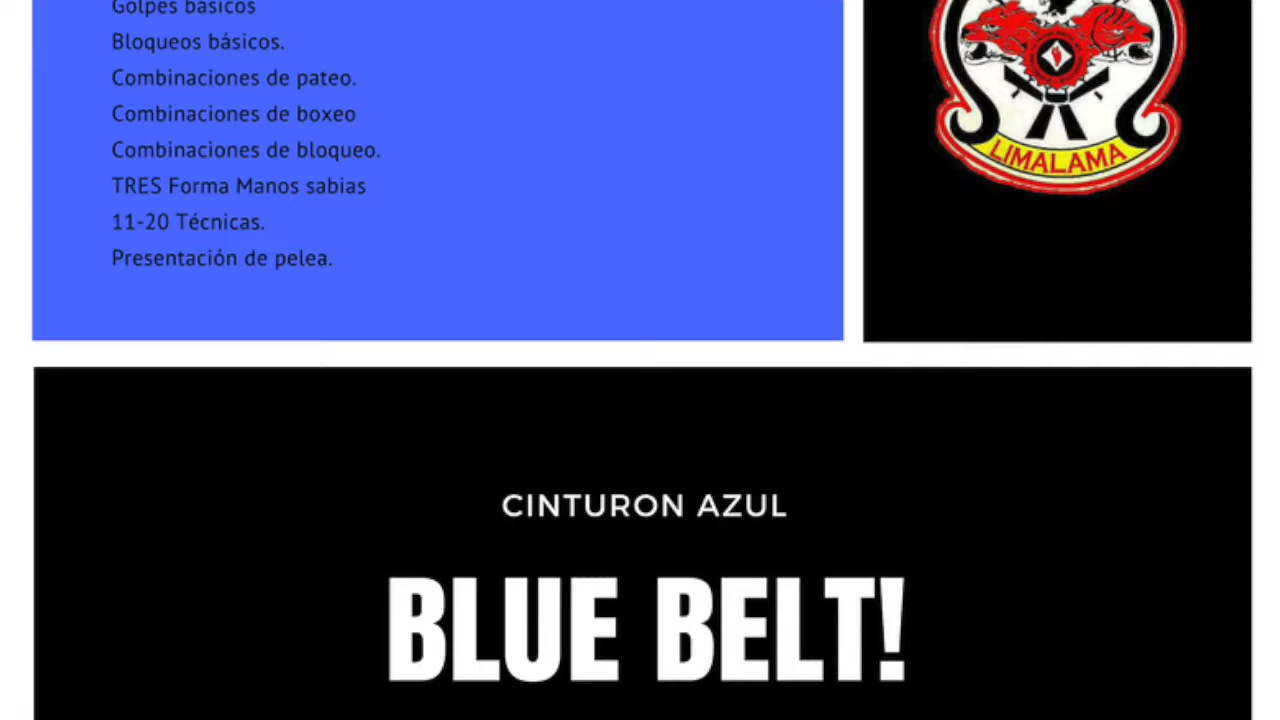 Golpes básicos
Bloqueos básicos.
Combinaciones de pateo.
Combinaciones de boxeo
Combinaciones de bloqueo.
TRES Forma Manos sabias
11-20 Técnicas.
Presentación de pelea.
LIMALAMA
CINTURON AZUL
BLUE BELT!